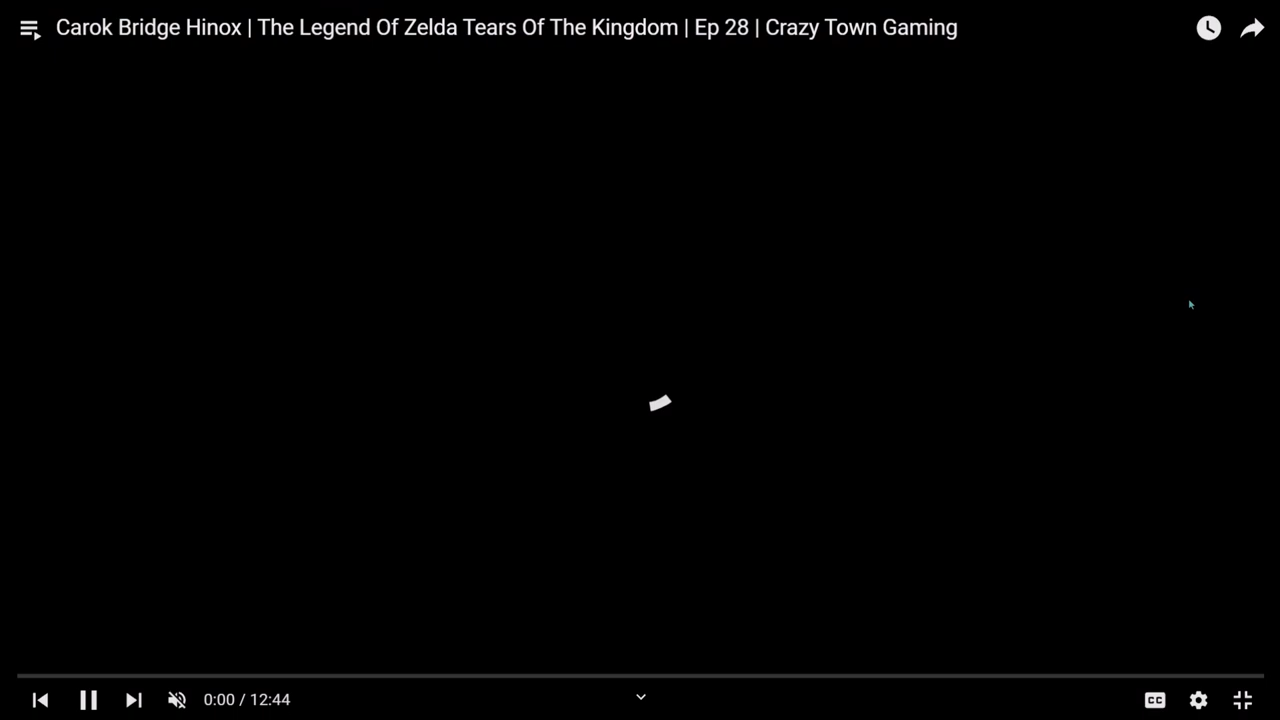 Carok Bridge Hinox | The Legend Of Zelda Tears Of The Kingdom | Ep 28 | Crazy Town Gaming
0:00 / 12:44
CC